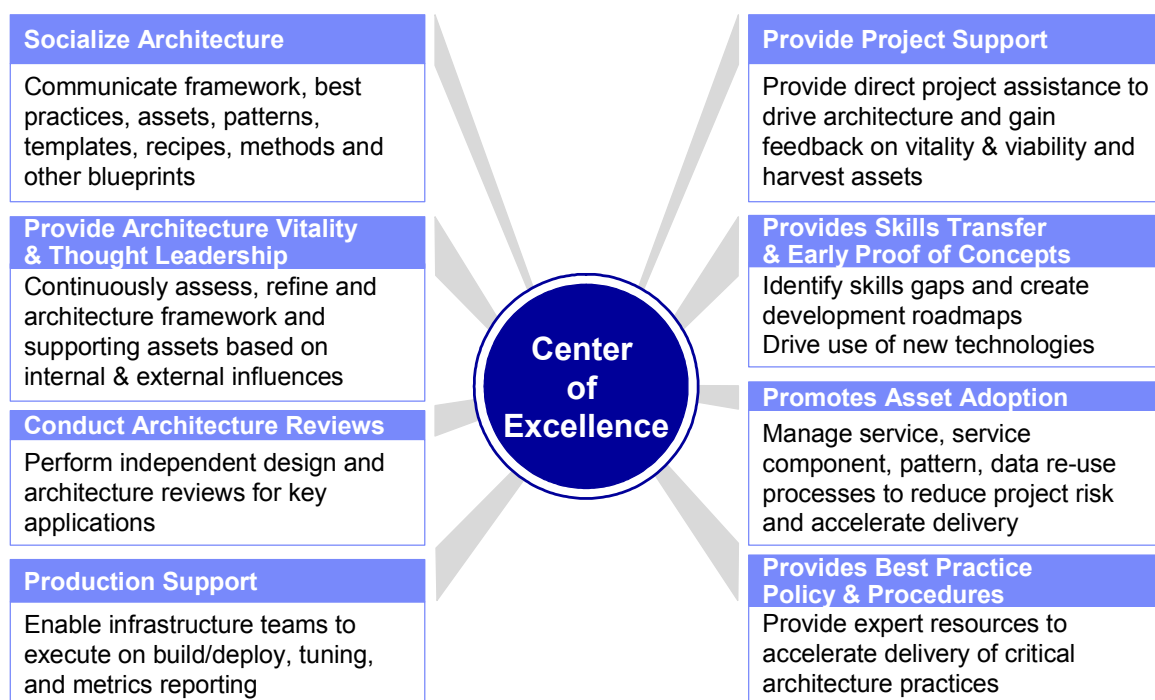 Socialize Architecture
Communicate framework, best
practices, assets, patterns,
templates, recipes, methods and
other blueprints
Provide Architecture Vitality
& Thought Leadership
Continuously assess, refine and
architecture framework and
supporting assets based on
internal & external influences
Conduct Architecture Reviews
Perform independent design and
architecture reviews for key
applications
Production Support
Enable infrastructure teams to
execute on build/deploy, tuning,
and metrics reporting
Center
of
Excellence
Provide Project Support
Provide direct project assistance to
drive architecture and gain
feedback on vitality & viability and
harvest assets
Provides Skills Transfer
& Early Proof of Concepts
Identify skills gaps and create
development roadmaps
Drive use of new technologies
Promotes Asset Adoption
Manage service, service
component, pattern, data re-use
processes to reduce project risk
and accelerate delivery
Provides Best Practice
Policy & Procedures
Provide expert resources to
accelerate delivery of critical
architecture practices